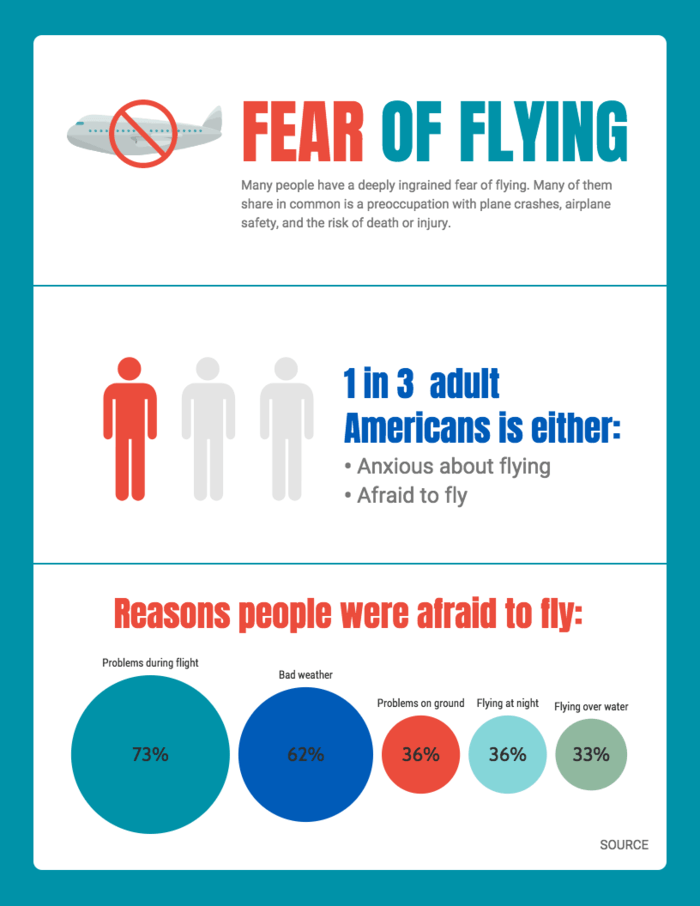 FEAR OF FLYING
Many people have a deeply ingrained fear of flying. Many of them
share in common is a preoccupation with plane crashes, airplane
safety, and the risk of death or injury.
1 in 3 adult
Americans is either:
• Anxious about flying
• Afraid to fly
Reasons people were afraid to fly:
Problems during flight
73%
Bad weather
62%
Problems on ground
36%
Flying at night
36%
Flying over water
33%
SOURCE